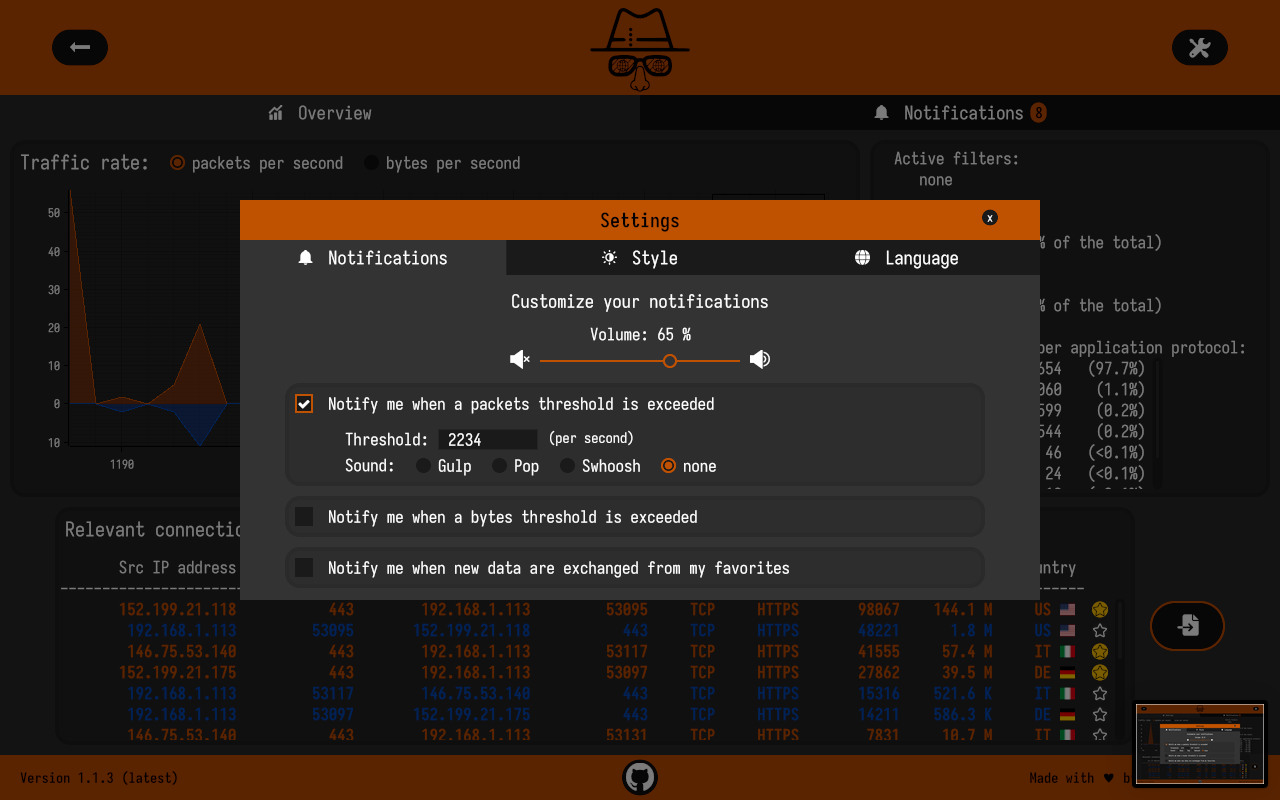 Overview
Notifications 8
Traffic rate: packets per second bytes per second
Active filters:
none
50
40
30
20
10
0
10
1190
% of the total)
% of the total)
per application protocol:
654 (97.7%)
060 (1.1%)
599 (0.2%)
544 (0.2%)
46 (<0.1%)
24 (<0.1%)
Settings
x
Notifications Style Language
Customize your notifications
Volume: 65 %
Notify me when a packets threshold is exceeded
Threshold: 2234 (per second)
Sound: Gulp Pop Swhoosh none
Notify me when a bytes threshold is exceeded
Notify me when new data are exchanged from my favorites
Relevant connectio
Src IP address ntry
152.199.21.118 443 192.168.1.113 53095 TCP HTTPS 98067 144.1 M US
192.168.1.113 53095 152.199.21.118 443 TCP HTTPS 48221 1.8 M US
146.75.53.140 443 192.168.1.113 53117 TCP HTTPS 41555 57.4 M IT
152.199.21.175 443 192.168.1.113 53097 TCP HTTPS 27862 39.5 M DE
192.168.1.113 53117 146.75.53.140 443 TCP HTTPS 15316 521.6 K IT
192.168.1.113 53097 152.199.21.175 443 TCP HTTPS 14211 586.3 K DE
146.75.53.140 443 192.168.1.113 53131 TCP HTTPS 7831 10.7 M IT
Version 1.1.3 (latest)
Made with ♥ b